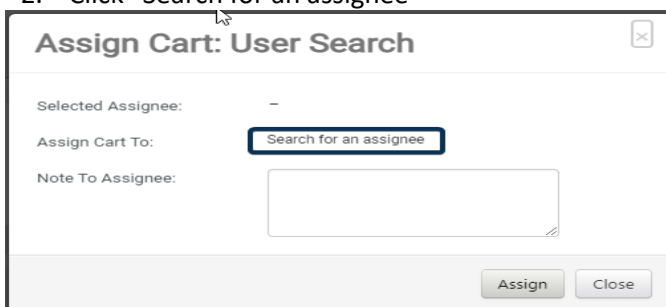 2. Click "Search for an assignee"
Assign Cart: User Search
Selected Assignee: –
Assign Cart To: Search for an assignee
Note To Assignee:
Assign Close